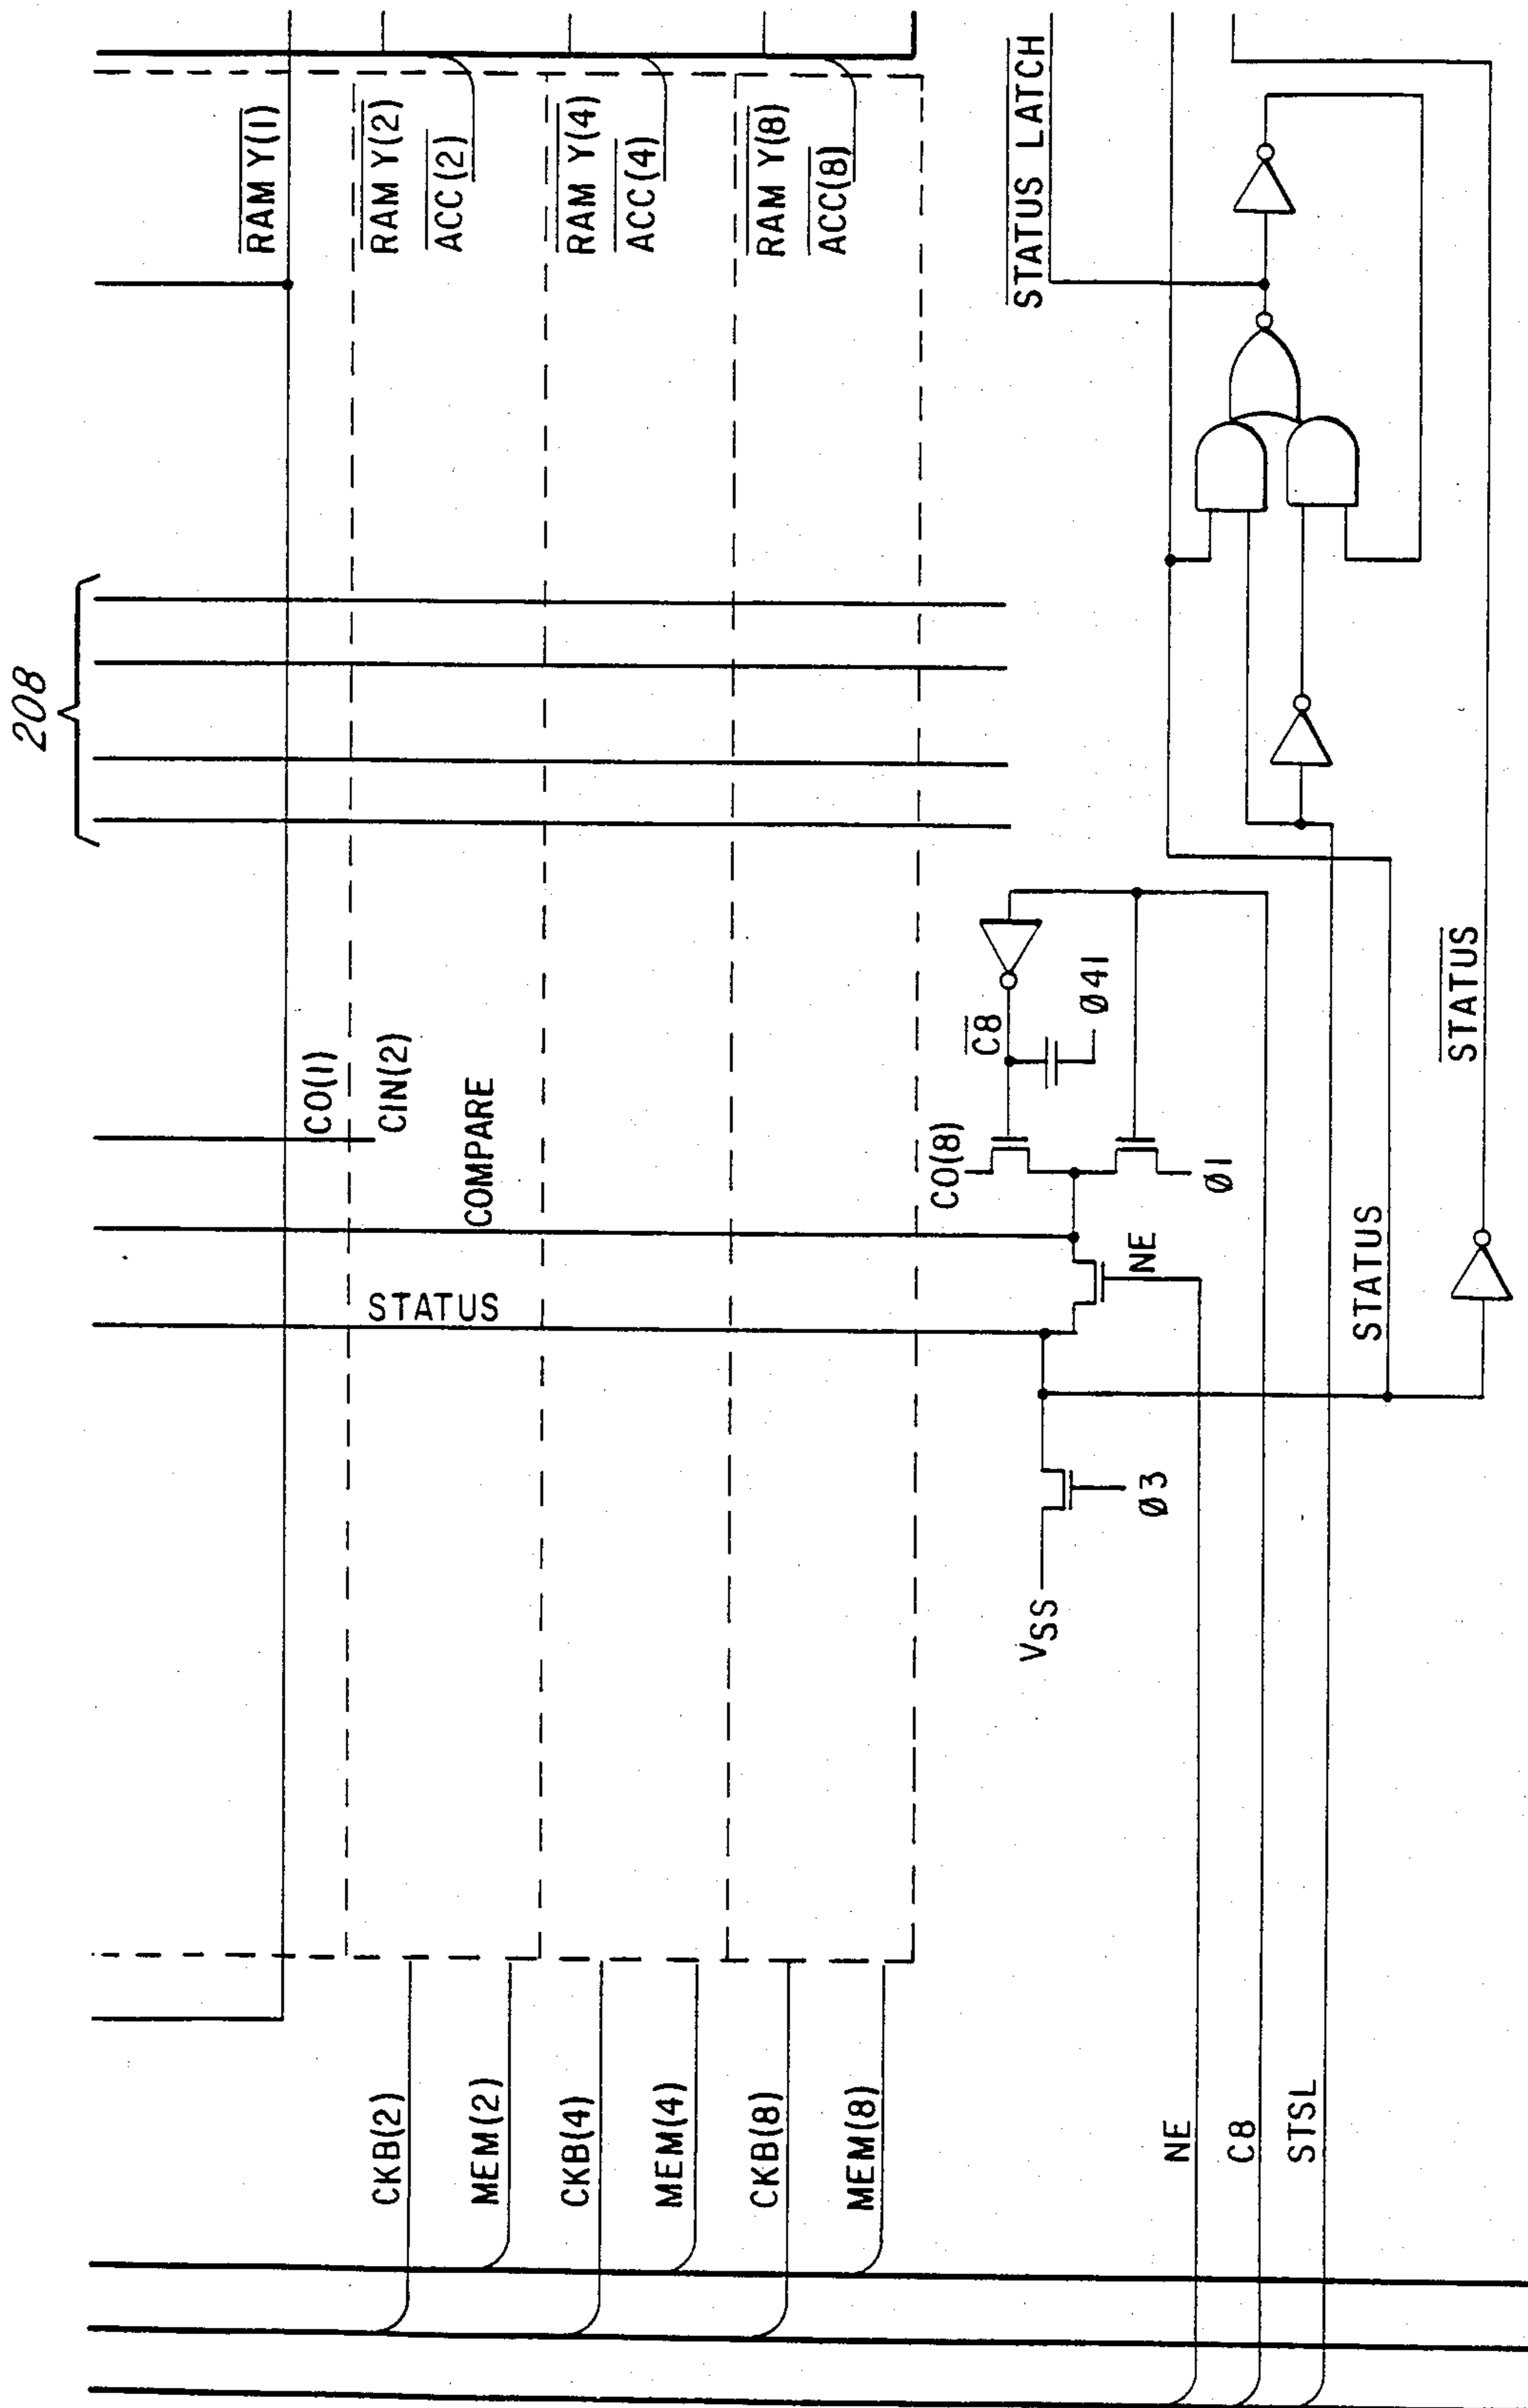 208
RAM Y(1)
RAM Y(2)
ACC(2)
RAM Y(4)
ACC(4)
RAM Y(8)
ACC(8)
STATUS LATCH
CO(1)
CIN(2)
COMPARE
STATUS
CO(8)
C8
Ø41
Ø1
NE
STATUS
STATUS
VSS
Ø3
CKB(2)
MEM(2)
CKB(4)
MEM(4)
CKB(8)
MEM(8)
NE
C8
STSL